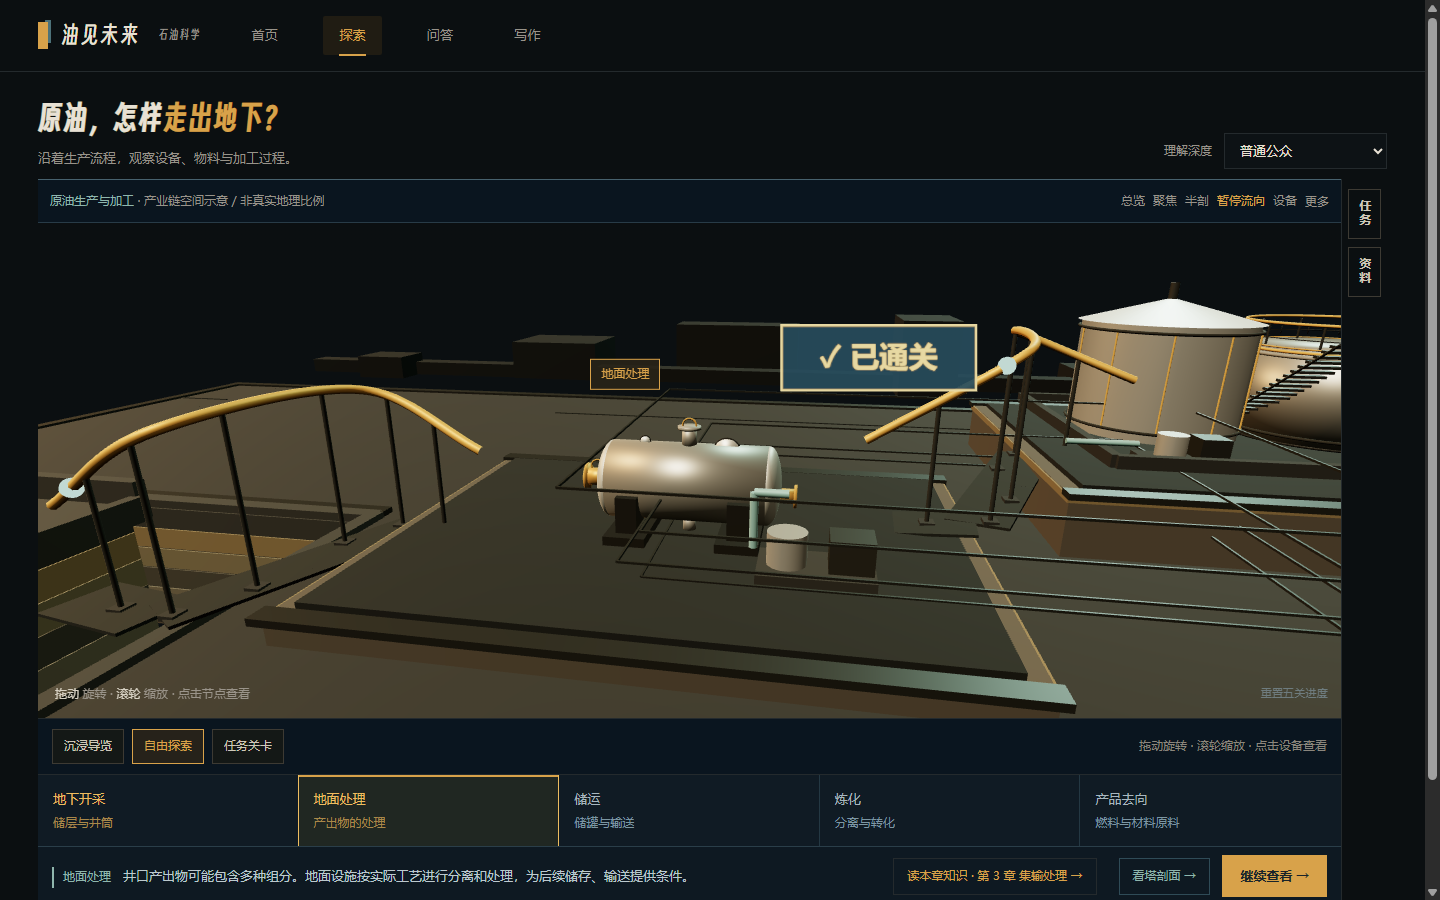 油见未来 石油科学 首页 探索 问答 写作
原油，怎样走出地下？
沿着生产流程，观察设备、物料与加工过程。
理解深度 普通公众
原油生产与加工 · 产业链空间示意 / 非真实地理比例
总览 聚焦 半剖 暂停流向 设备 更多
任务
资料
✓ 已通关
地面处理
拖动 旋转 · 滚轮 缩放 · 点击节点查看
重置五关进度
沉浸导览 自由探索 任务关卡
拖动旋转 · 滚轮缩放 · 点击设备查看
地下开采
储层与井筒
地面处理
产出物的处理
储运
储罐与输送
炼化
分离与转化
产品去向
燃料与材料原料
地面处理 井口产出物可能包含多种组分。地面设施按实际工艺进行分离和处理，为后续储存、输送提供条件。
读本章知识 · 第 3 章 集输处理 →
看塔剖面 →
继续查看 →